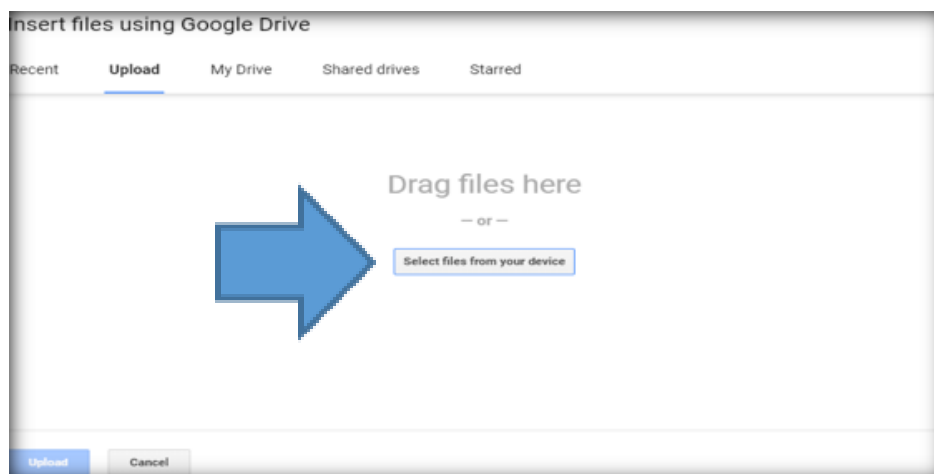 Insert files using Google Drive
Recent Upload My Drive Shared drives Starred
Drag files here
— or —
Select files from your device
Upload Cancel